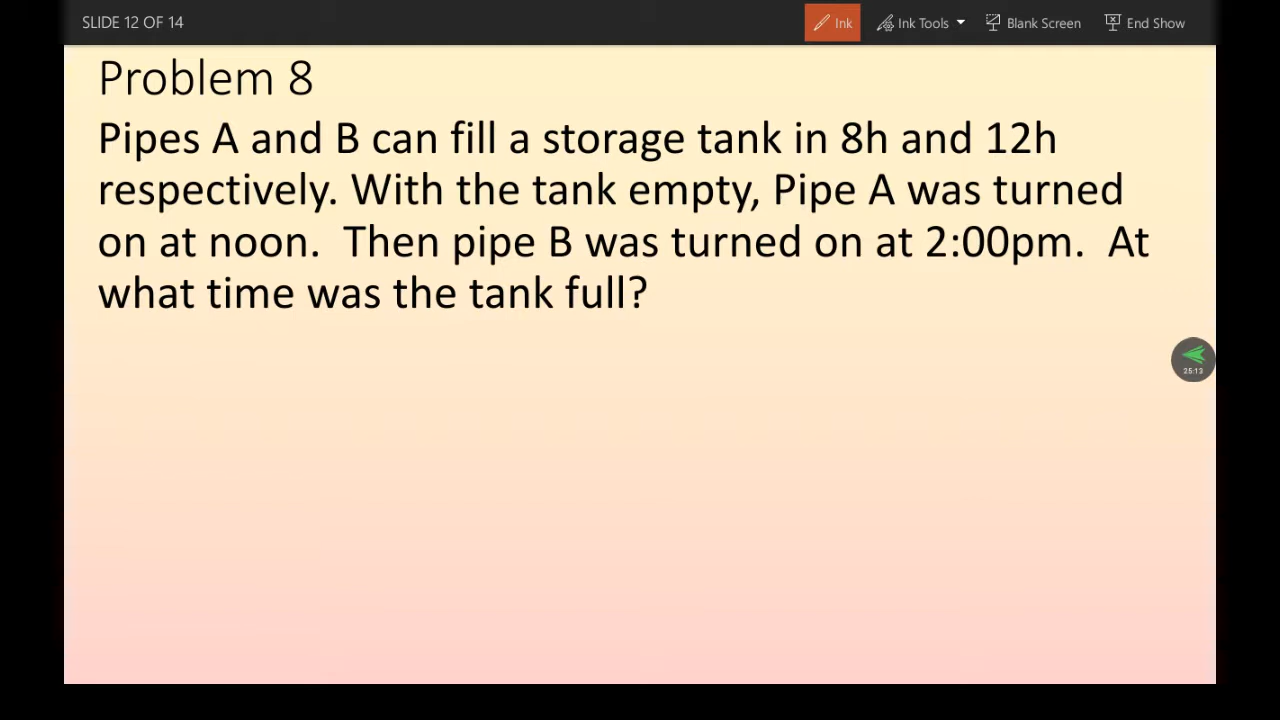 SLIDE 12 OF 14
Ink
Ink Tools
Blank Screen
End Show
Problem 8
Pipes A and B can fill a storage tank in 8h and 12h
respectively. With the tank empty, Pipe A was turned
on at noon.  Then pipe B was turned on at 2:00pm.  At
what time was the tank full?
25:13